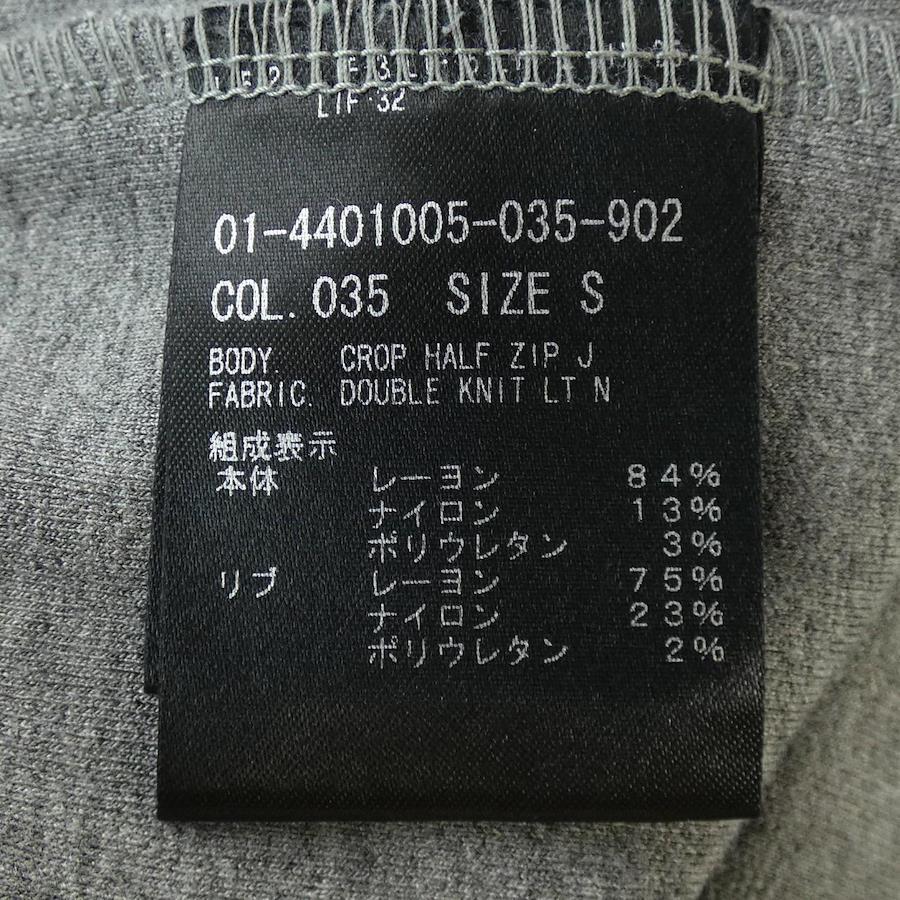 LTF 32
01-4401005-035-902
COL. 035 SIZE S
BODY. CROP HALF ZIP J
FABRIC. DOUBLE KNIT LT N
組成表示
本体 レーヨン 84%
ナイロン 13%
ポリウレタン 3%
リブ レーヨン 75%
ナイロン 23%
ポリウレタン 2%